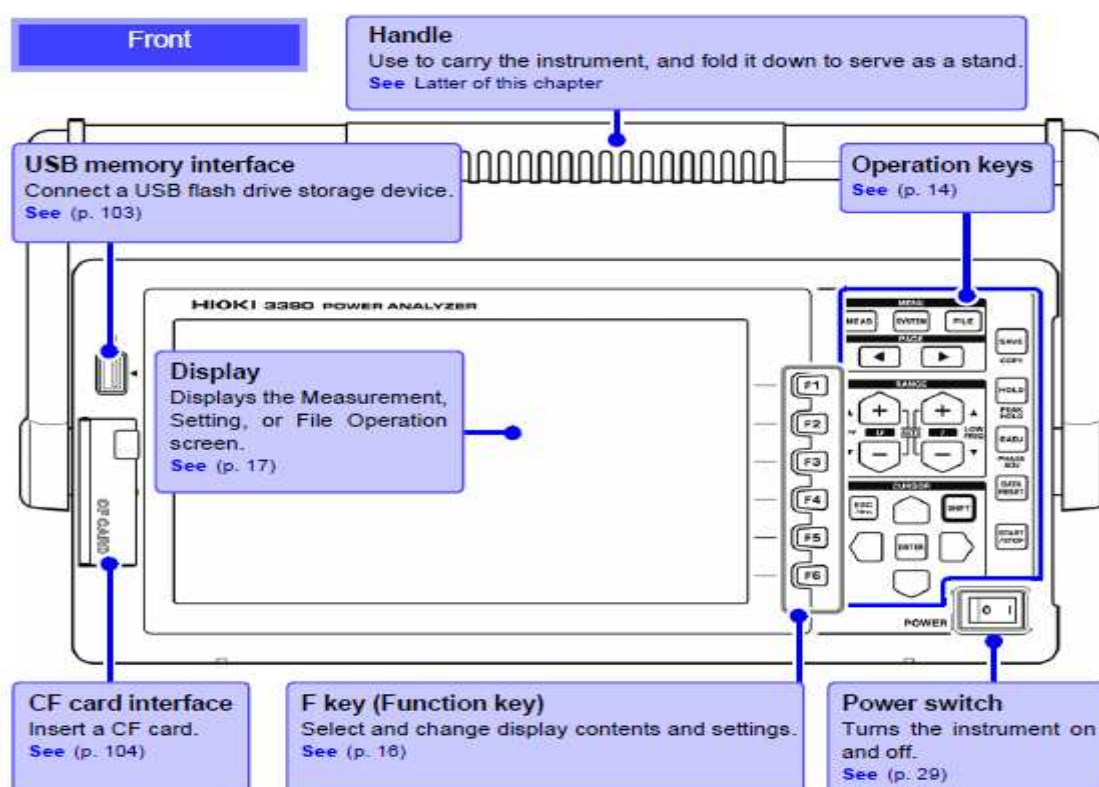 Front
Handle
Use to carry the instrument, and fold it down to serve as a stand.
See Latter of this chapter
USB memory interface
Connect a USB flash drive storage device.
See (p. 103)
Operation keys
See (p. 14)
HIOKI 3390 POWER ANALYZER
MENU
MEAS
SYSTEM
FILE
SAVE
COPY
PAGE
Display
Displays the Measurement,
Setting, or File Operation
screen.
See (p. 17)
F1
F2
F3
F4
F5
F6
RANGE
+
+
U
I
LOW
FREQ
−
−
HOLD
PEAK
HOLD
0ADJ
PHASE
ADJ
DATA
RESET
START
/STOP
CURSOR
ESC
SHIFT
ENTER
CF CARD
POWER
CF card interface
Insert a CF card.
See (p. 104)
F key (Function key)
Select and change display contents and settings.
See (p. 16)
Power switch
Turns the instrument on
and off.
See (p. 29)